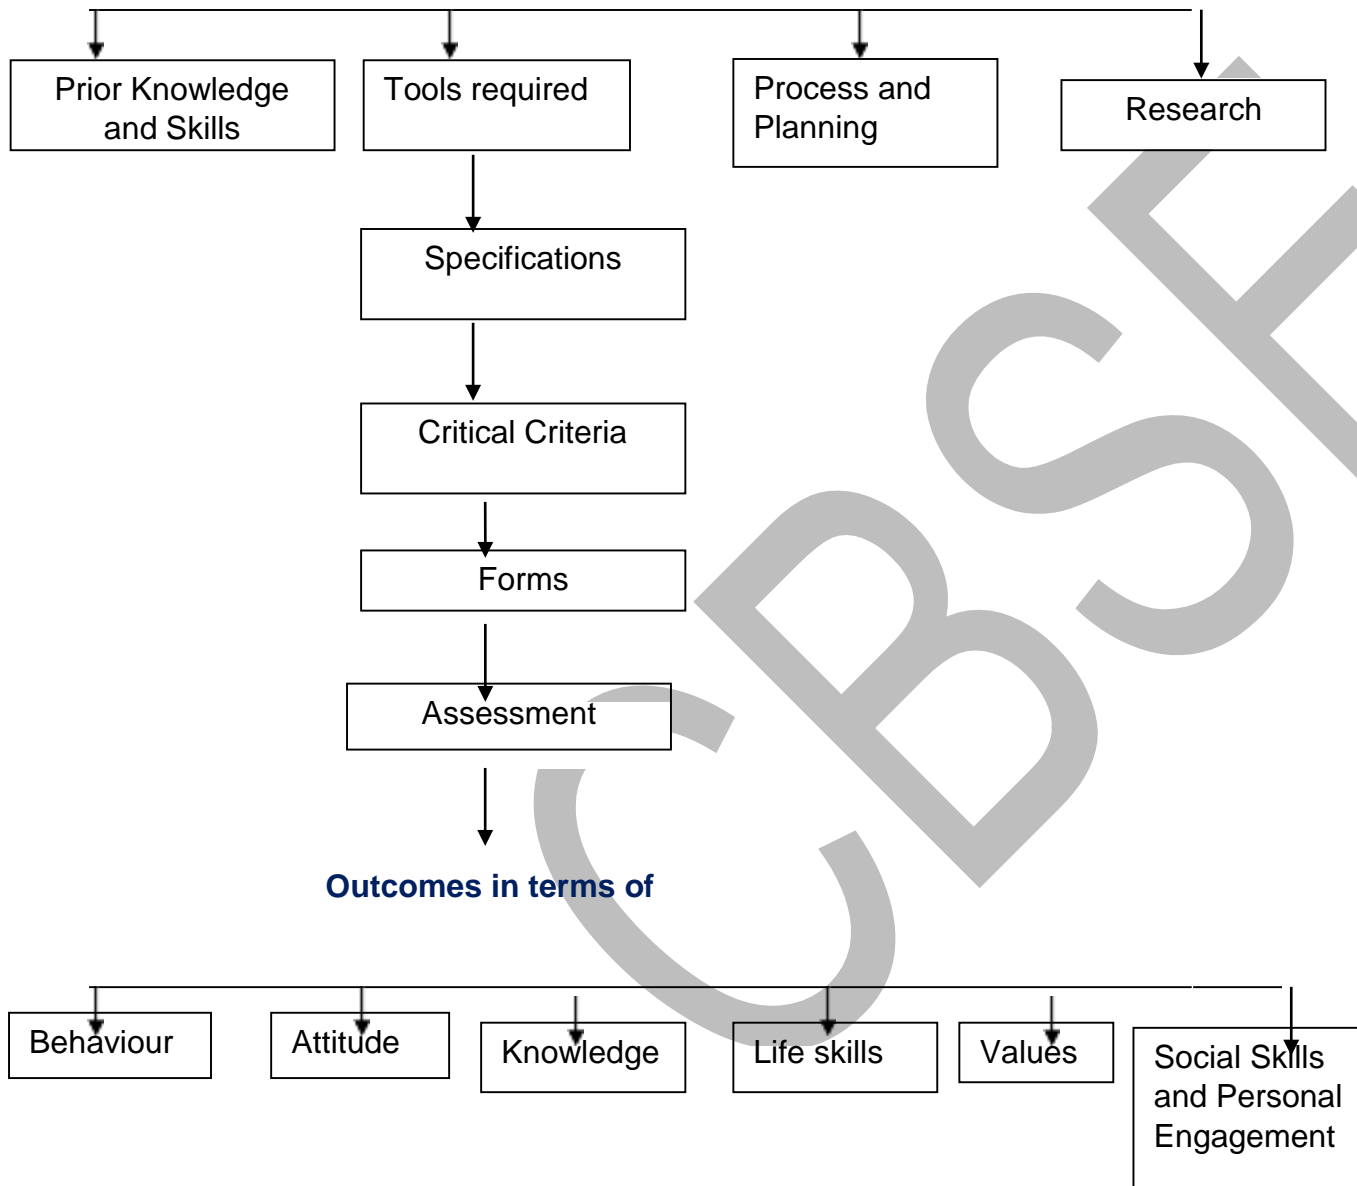 Prior Knowledge
and Skills
Tools required
Process and
Planning
Research
Specifications
Critical Criteria
Forms
Assessment
Outcomes in terms of
Behaviour
Attitude
Knowledge
Life skills
Values
Social Skills
and Personal
Engagement
CBSE